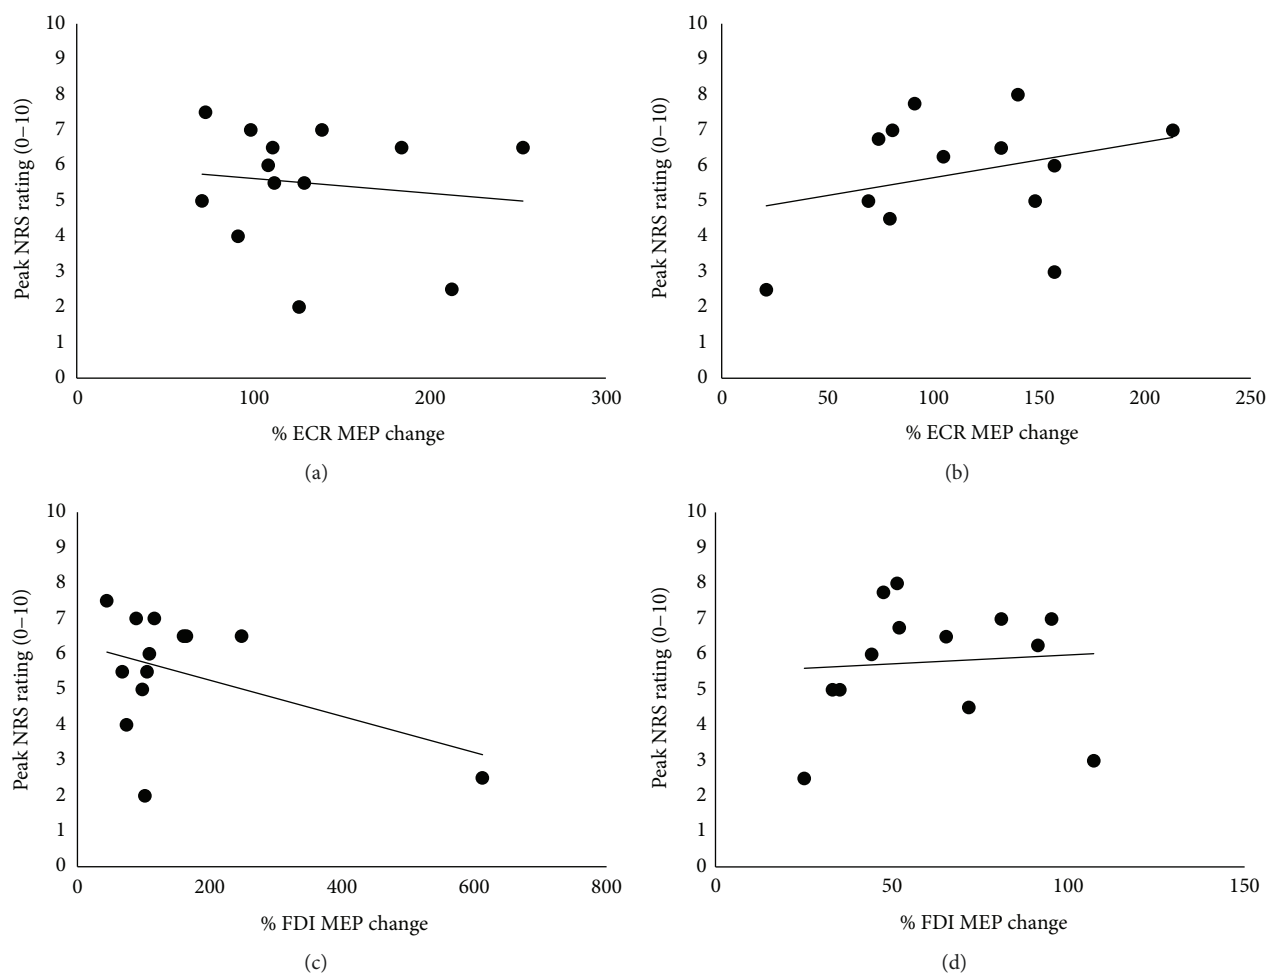 10
9
8
7
6
5
4
3
2
1
0
Peak NRS rating (0–10)
0 100 200 300
% ECR MEP change
(a)
10
9
8
7
6
5
4
3
2
1
0
Peak NRS rating (0–10)
0 50 100 150 200 250
% ECR MEP change
(b)
10
9
8
7
6
5
4
3
2
1
0
Peak NRS rating (0–10)
0 200 400 600 800
% FDI MEP change
(c)
10
9
8
7
6
5
4
3
2
1
0
Peak NRS rating (0–10)
0 50 100 150
% FDI MEP change
(d)